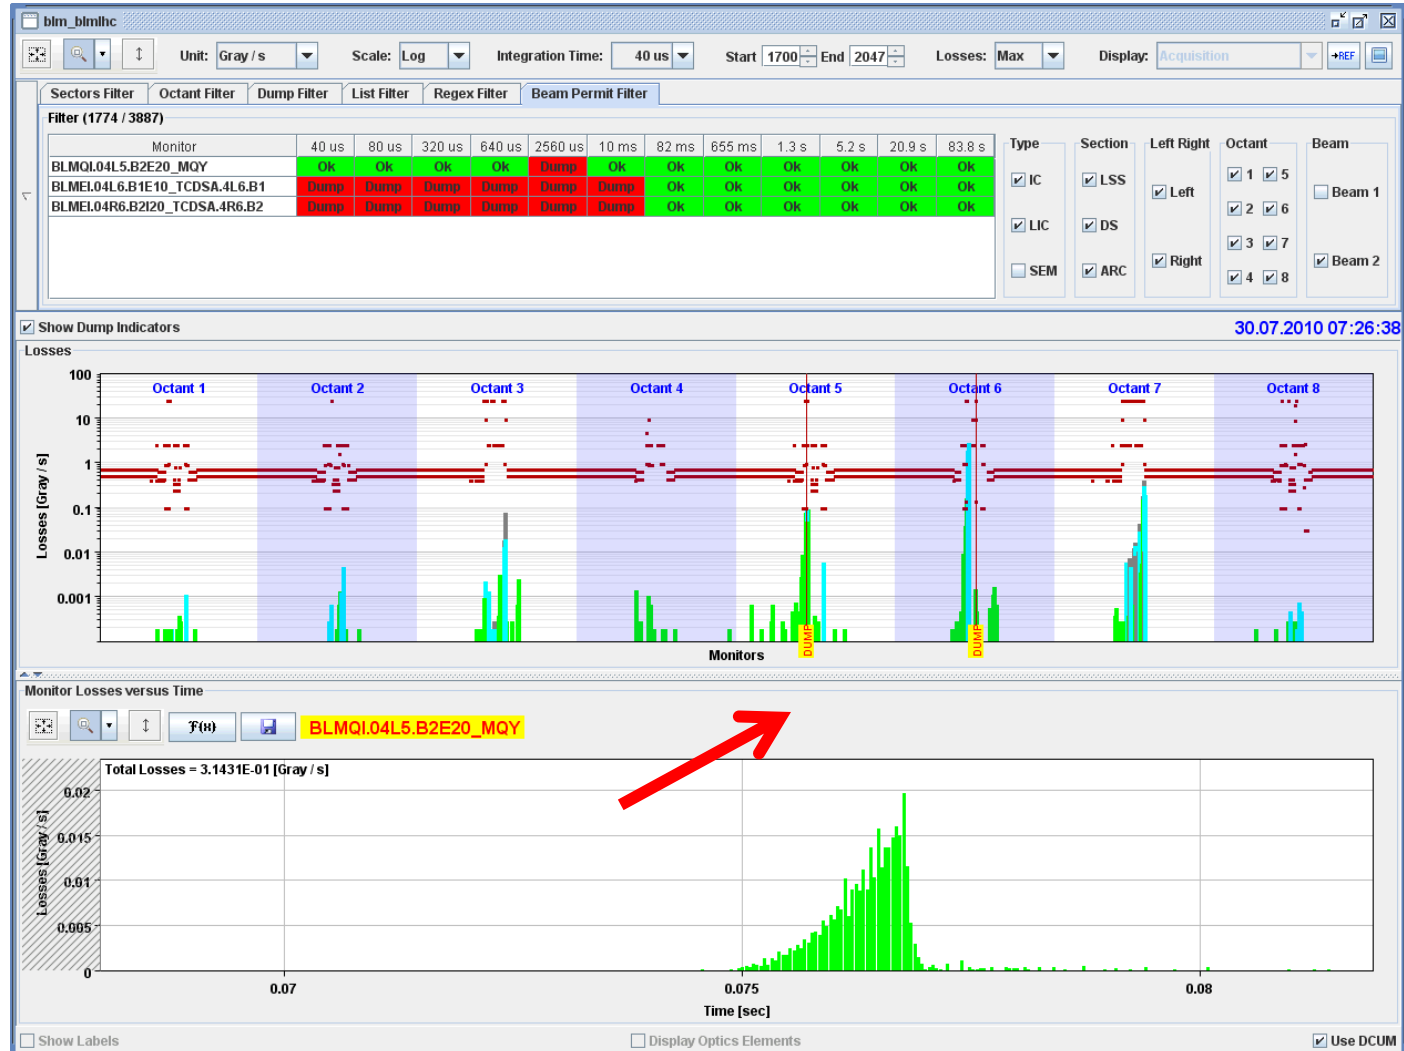 blm_blmlhc
Unit: Gray / s Scale: Log Integration Time: 40 us Start 1700 End 2047 Losses: Max Display: Acquisition →REF
Sectors Filter Octant Filter Dump Filter List Filter Regex Filter Beam Permit Filter
Filter (1774 / 3887)
Monitor 40 us 80 us 320 us 640 us 2560 us 10 ms 82 ms 655 ms 1.3 s 5.2 s 20.9 s 83.8 s
BLMQI.04L5.B2E20_MQY Ok Ok Ok Ok Dump Ok Ok Ok Ok Ok Ok Ok
BLMEI.04L6.B1E10_TCDSA.4L6.B1 Dump Dump Dump Dump Dump Dump Ok Ok Ok Ok Ok Ok
BLMEI.04R6.B2I20_TCDSA.4R6.B2 Dump Dump Dump Dump Dump Dump Ok Ok Ok Ok Ok Ok
Type Section Left Right Octant Beam
IC LSS Left 1 5 Beam 1
2 6
LIC DS 3 7
SEM ARC Right 4 8 Beam 2
Show Dump Indicators
30.07.2010 07:26:38
Losses
Octant 1 Octant 2 Octant 3 Octant 4 Octant 5 Octant 6 Octant 7 Octant 8
Losses [Gray / s]
100
10
1
0.1
0.01
0.001
DUMP DUMP
Monitors
Monitor Losses versus Time
F(x) BLMQI.04L5.B2E20_MQY
Total Losses = 3.1431E-01 [Gray / s]
Losses [Gray / s]
0.02
0.015
0.01
0.005
0
0.07 0.075 0.08
Time [sec]
Show Labels Display Optics Elements Use DCUM